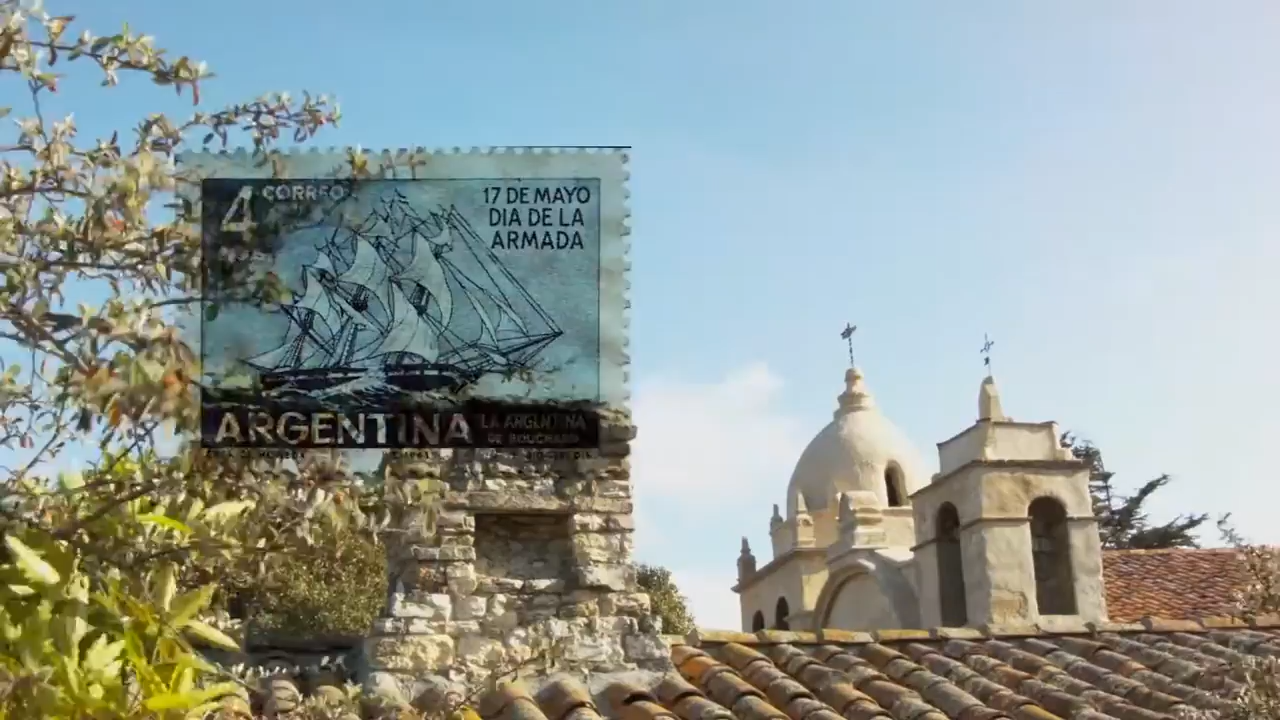 4 CORREO
17 DE MAYO
DIA DE LA
ARMADA
ARGENTINA
LA ARGENTINA
DE BOUCHARD